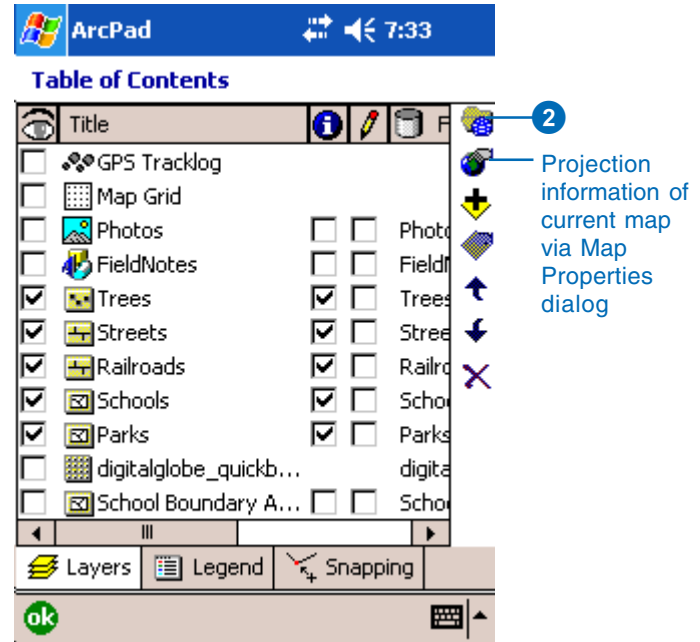 ArcPad 7:33
Table of Contents
Title F
GPS Tracklog
Map Grid
Photos Photo
FieldNotes Field
Trees Trees
Streets Stree
Railroads Railro
Schools Schoo
Parks Parks
digitalglobe_quickb... digita
School Boundary A... Schoo
Layers Legend Snapping
ok
2
Projection
information of
current map
via Map
Properties
dialog